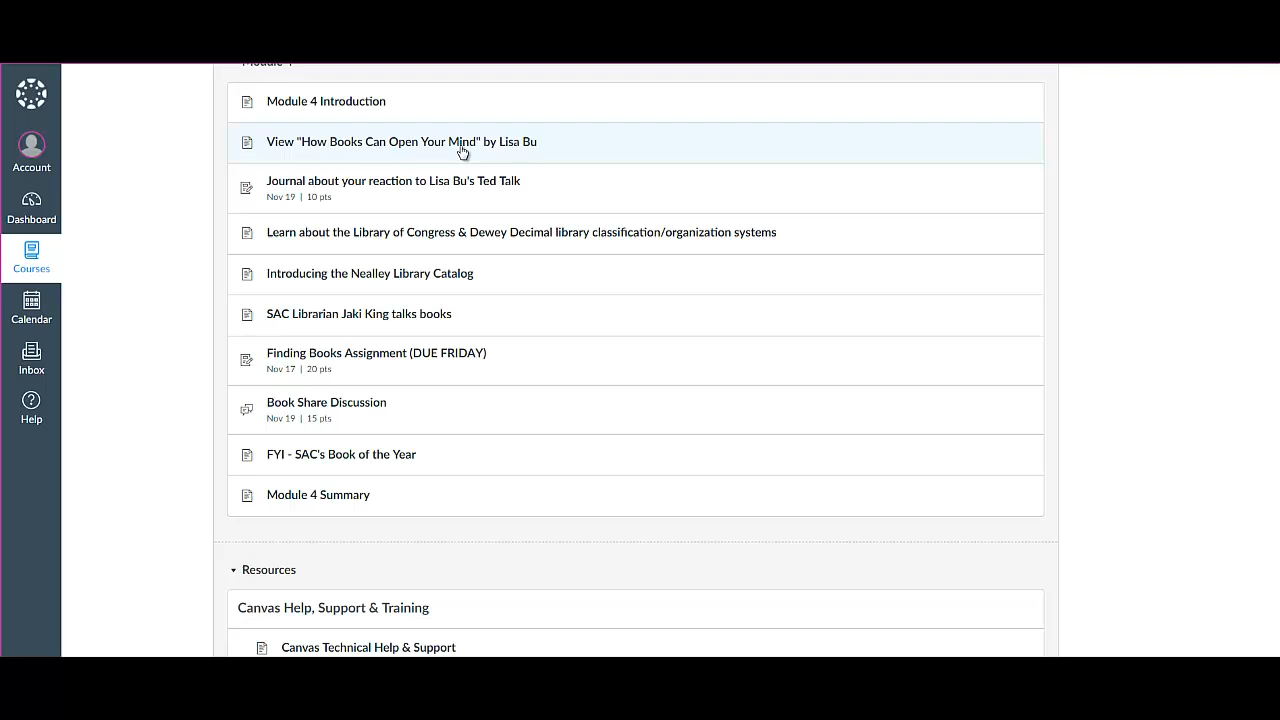 Module 4 Introduction
View "How Books Can Open Your Mind" by Lisa Bu
Account
Journal about your reaction to Lisa Bu's Ted Talk
Nov 19 | 10 pts
Dashboard
Learn about the Library of Congress & Dewey Decimal library classification/organization systems
Courses
Introducing the Nealley Library Catalog
Calendar
SAC Librarian Jaki King talks books
Inbox
Finding Books Assignment (DUE FRIDAY)
Nov 17 | 20 pts
Help
Book Share Discussion
Nov 19 | 15 pts
FYI - SAC's Book of the Year
Module 4 Summary
Resources
Canvas Help, Support & Training
Canvas Technical Help & Support